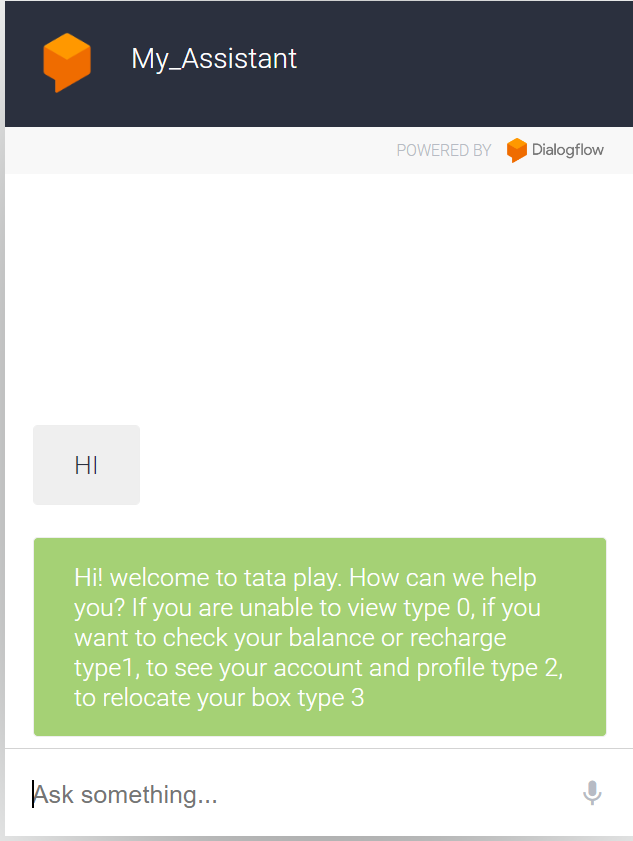 My_Assistant
POWERED BY Dialogflow
HI
Hi! welcome to tata play. How can we help
you? If you are unable to view type 0, if you
want to check your balance or recharge
type1, to see your account and profile type 2,
to relocate your box type 3
Ask something...